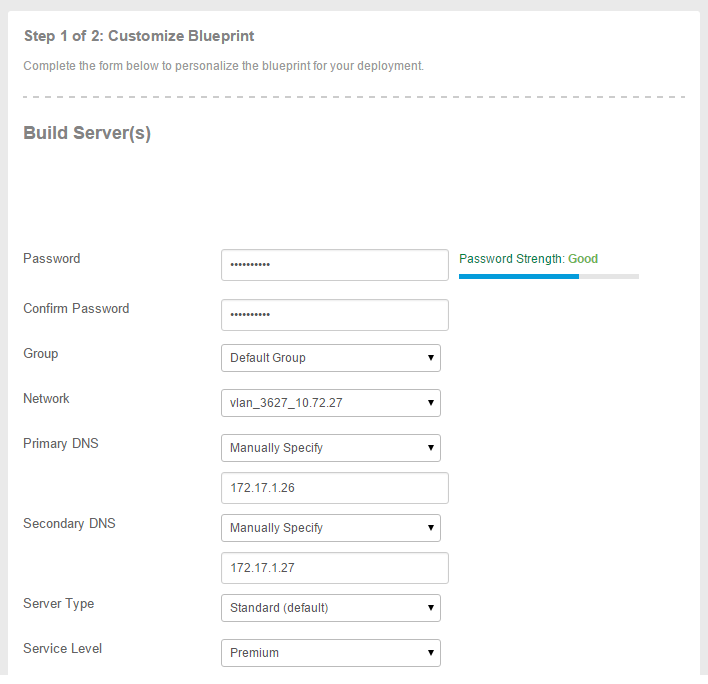 Step 1 of 2: Customize Blueprint
Complete the form below to personalize the blueprint for your deployment.
Build Server(s)
Password
••••••••••
Password Strength: Good
Confirm Password
••••••••••
Group
Default Group
Network
vlan_3627_10.72.27
Primary DNS
Manually Specify
172.17.1.26
Secondary DNS
Manually Specify
172.17.1.27
Server Type
Standard (default)
Service Level
Premium